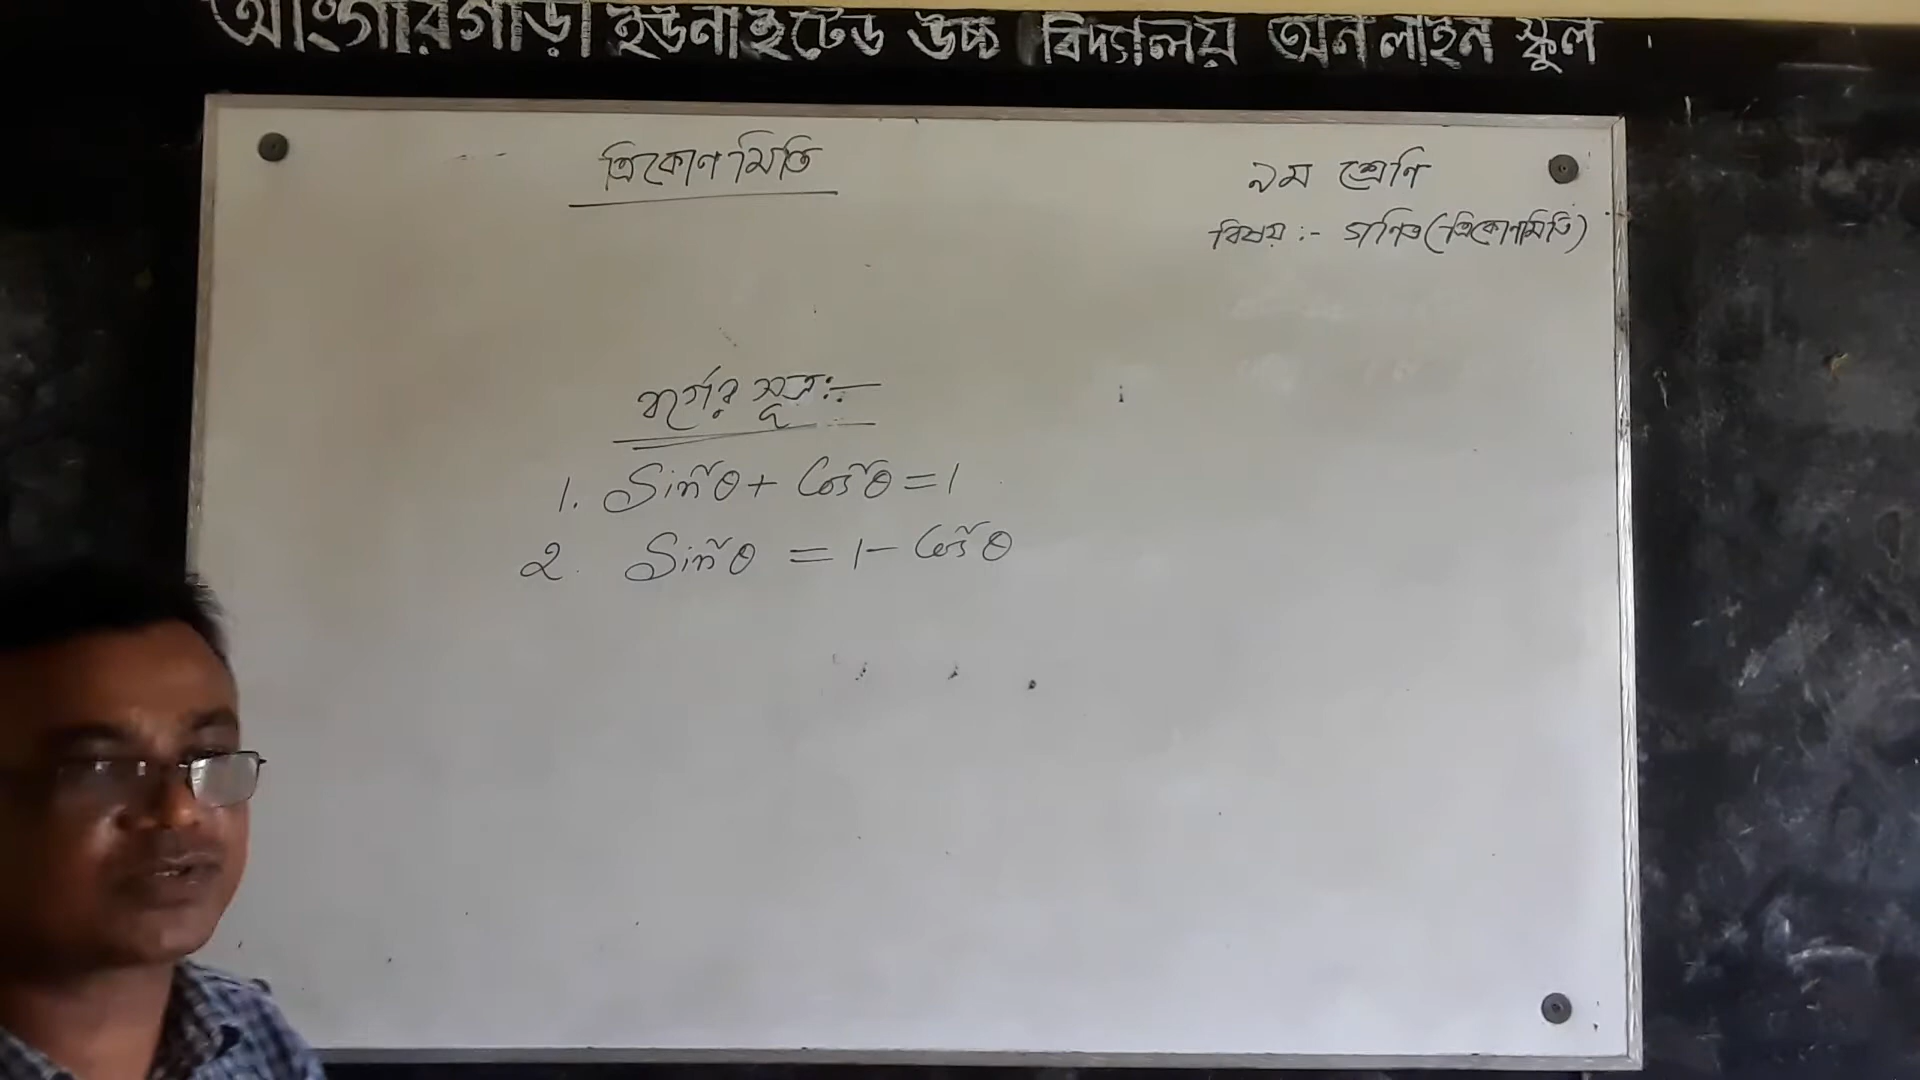 আংগারগাড়া ইউনাইটেড উচ্চ বিদ্যালয় অনলাইন স্কুল
ত্রিকোণমিতি
৯ম শ্রেণি
বিষয় :- গণিত (ত্রিকোণমিতি)
বর্গের সূত্র :-
1. Sin²θ + Cos²θ = 1
2. Sin²θ = 1 - Cos²θ